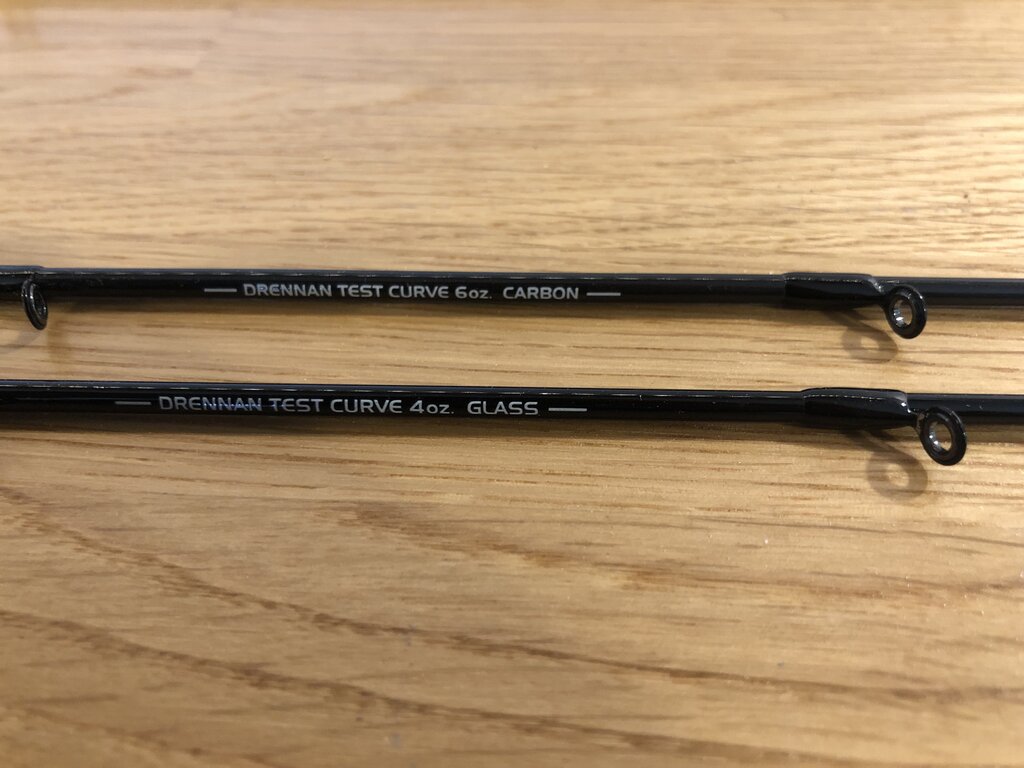 — DRENNAN TEST CURVE 6oz. CARBON —
— DRENNAN TEST CURVE 4oz. GLASS —